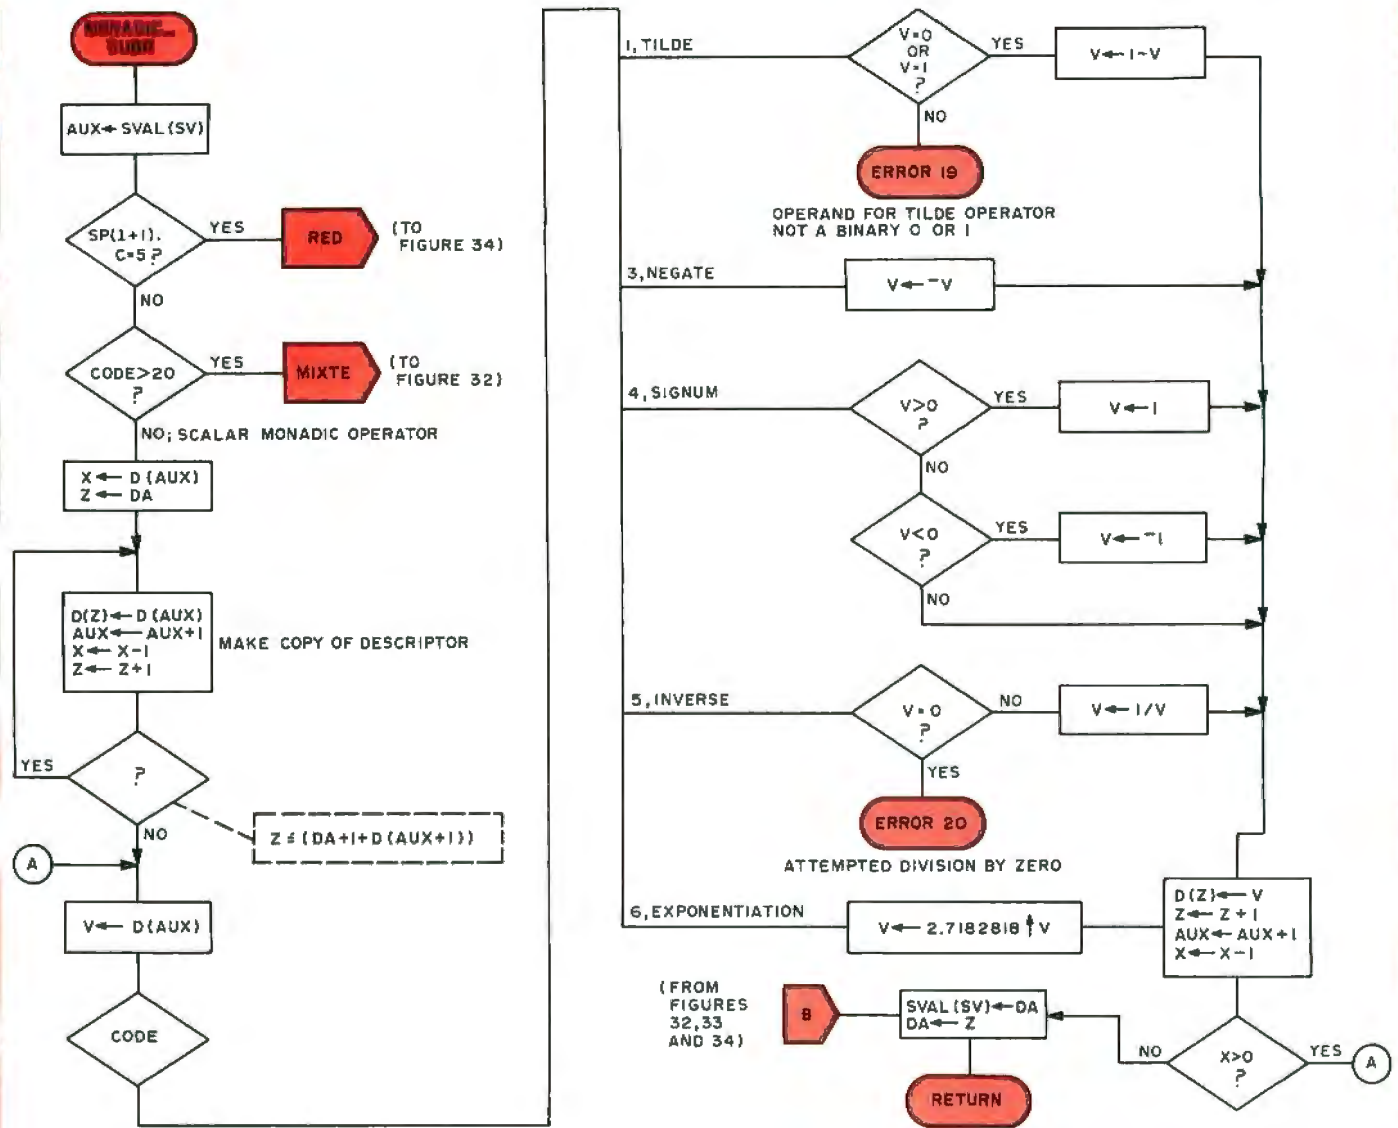 MONADIC—
SUBR
AUX←SVAL(SV)
SP(1+1).
C=5?
YES
RED
(TO
FIGURE 34)
NO
CODE>20
?
YES
MIXTE
(TO
FIGURE 32)
NO; SCALAR MONADIC OPERATOR
X← D(AUX)
Z← DA
D(Z)← D(AUX)
AUX← AUX+1
X← X-1
Z← Z+1
MAKE COPY OF DESCRIPTOR
YES
?
NO
Z≤(DA+1+D(AUX+1))
A
V← D(AUX)
CODE
1, TILDE
V=0
OR
V=1
?
YES
V←1-V
NO
ERROR 19
OPERAND FOR TILDE OPERATOR
NOT A BINARY 0 OR 1
3, NEGATE
V←¯V
4, SIGNUM
V>0
?
YES
V←1
NO
V<0
?
YES
V←¯1
NO
5, INVERSE
V=0
?
NO
V←1/V
YES
ERROR 20
ATTEMPTED DIVISION BY ZERO
6, EXPONENTIATION
V← 2.7182818↑V
D(Z)← V
Z← Z+1
AUX← AUX+1
X← X-1
(FROM
FIGURES
32,33
AND 34)
B
SVAL(SV)←DA
DA← Z
RETURN
NO
X>0
?
YES
A